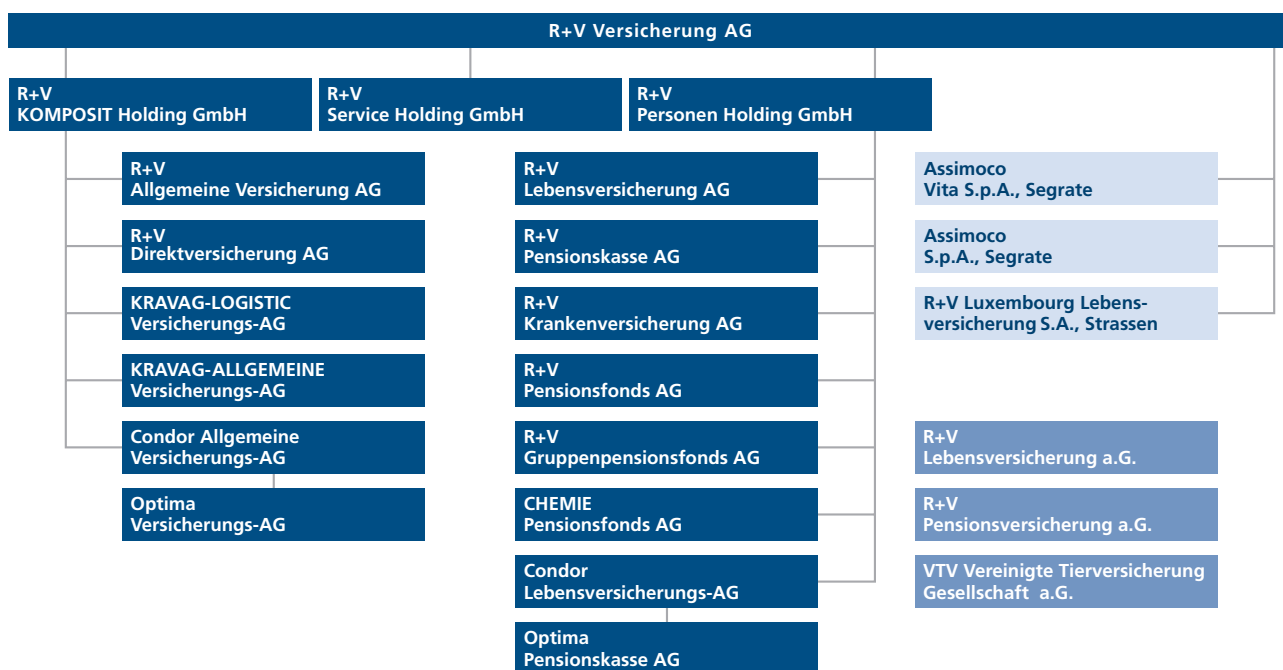 R+V Versicherung AG
R+V
KOMPOSIT Holding GmbH
R+V
Service Holding GmbH
R+V
Personen Holding GmbH
R+V
Allgemeine Versicherung AG
R+V
Direktversicherung AG
KRAVAG-LOGISTIC
Versicherungs-AG
KRAVAG-ALLGEMEINE
Versicherungs-AG
Condor Allgemeine
Versicherungs-AG
Optima
Versicherungs-AG
R+V
Lebensversicherung AG
R+V
Pensionskasse AG
R+V
Krankenversicherung AG
R+V
Pensionsfonds AG
R+V
Gruppenpensionsfonds AG
CHEMIE
Pensionsfonds AG
Condor
Lebensversicherungs-AG
Optima
Pensionskasse AG
Assimoco
Vita S.p.A., Segrate
Assimoco
S.p.A., Segrate
R+V Luxembourg Lebens-
versicherung S.A., Strassen
R+V
Lebensversicherung a.G.
R+V
Pensionsversicherung a.G.
VTV Vereinigte Tierversicherung
Gesellschaft a.G.